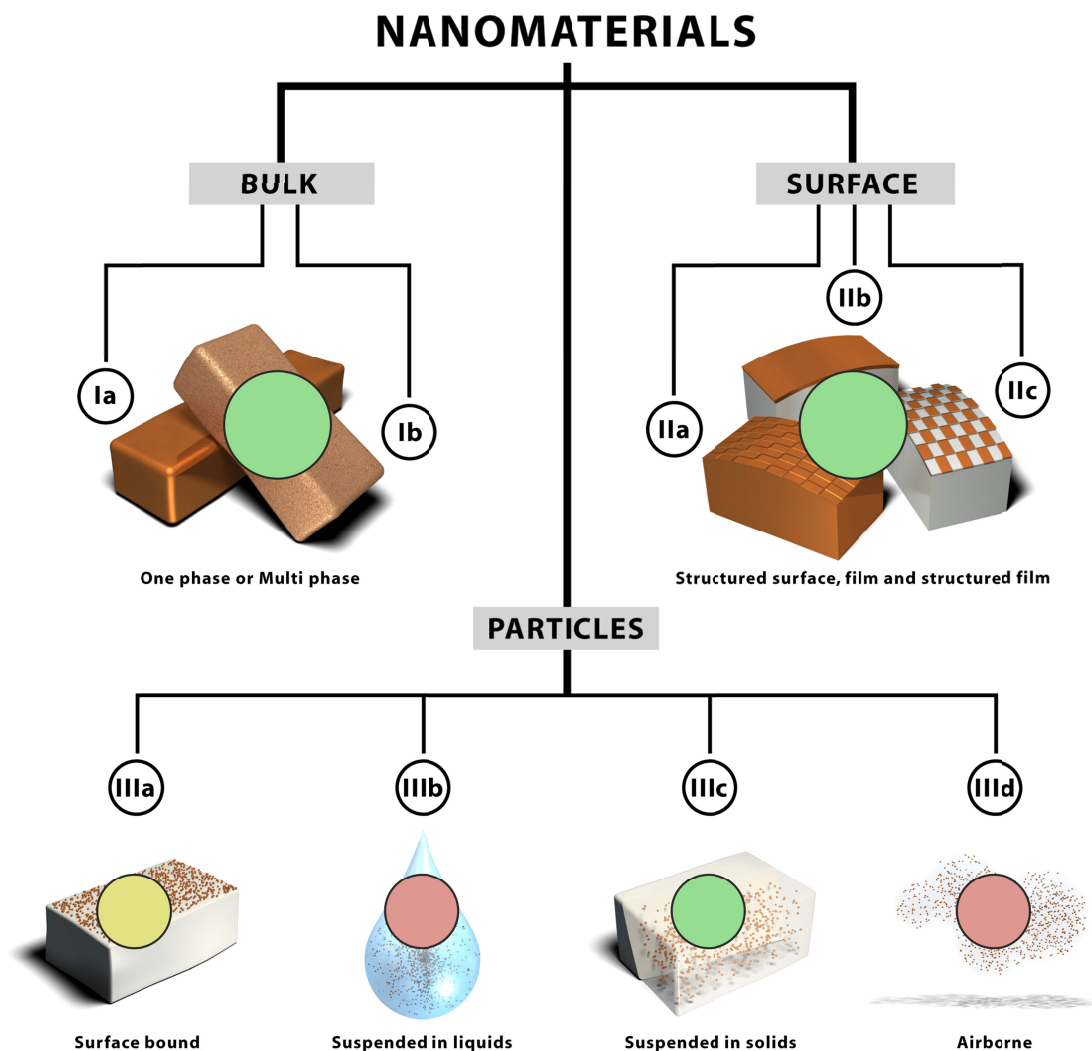 NANOMATERIALS
BULK
SURFACE
IIb
Ia
IIc
Ib
IIa
One phase or Multi phase
Structured surface, film and structured film
PARTICLES
IIIa
IIIb
IIIc
IIId
Surface bound
Suspended in liquids
Suspended in solids
Airborne